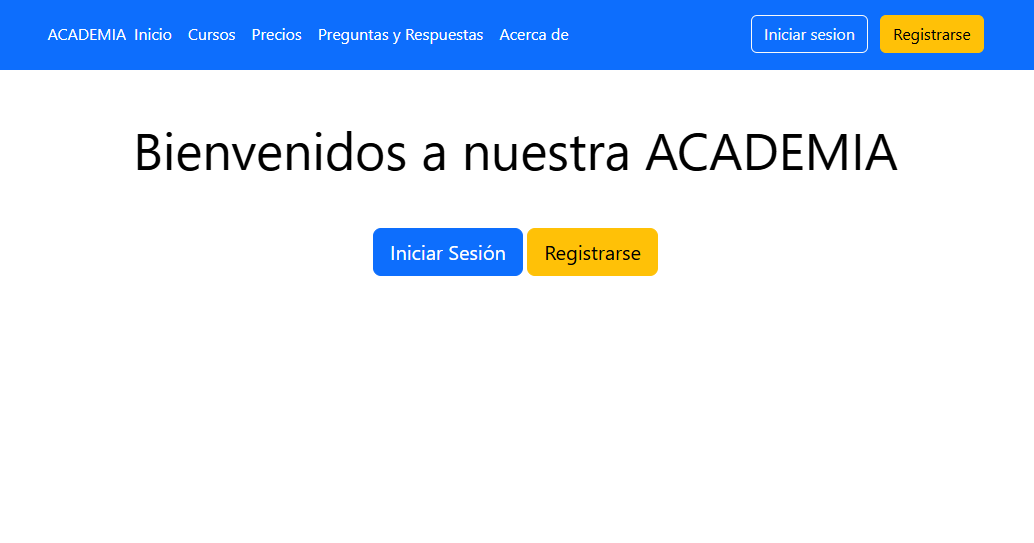 ACADEMIA Inicio Cursos Precios Preguntas y Respuestas Acerca de Iniciar sesion Registrarse
Bienvenidos a nuestra ACADEMIA
Iniciar Sesión Registrarse